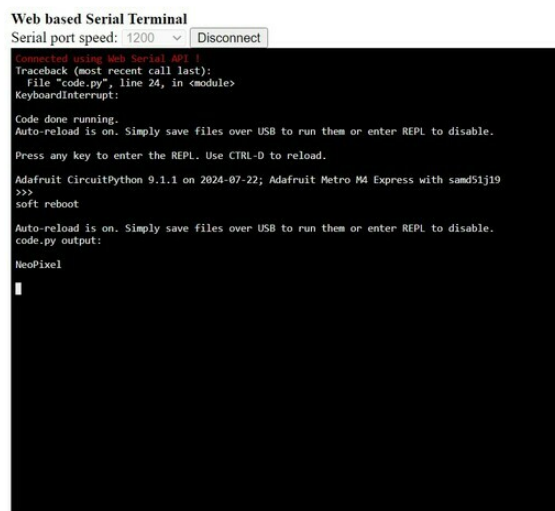 Web based Serial Terminal
Serial port speed: 1200 Disconnect
Connected using Web Serial API !
Traceback (most recent call last):
  File "code.py", line 24, in <module>
KeyboardInterrupt:
Code done running.
Auto-reload is on. Simply save files over USB to run them or enter REPL to disable.
Press any key to enter the REPL. Use CTRL-D to reload.
Adafruit CircuitPython 9.1.1 on 2024-07-22; Adafruit Metro M4 Express with samd51j19
>>>
soft reboot
Auto-reload is on. Simply save files over USB to run them or enter REPL to disable.
code.py output:
NeoPixel